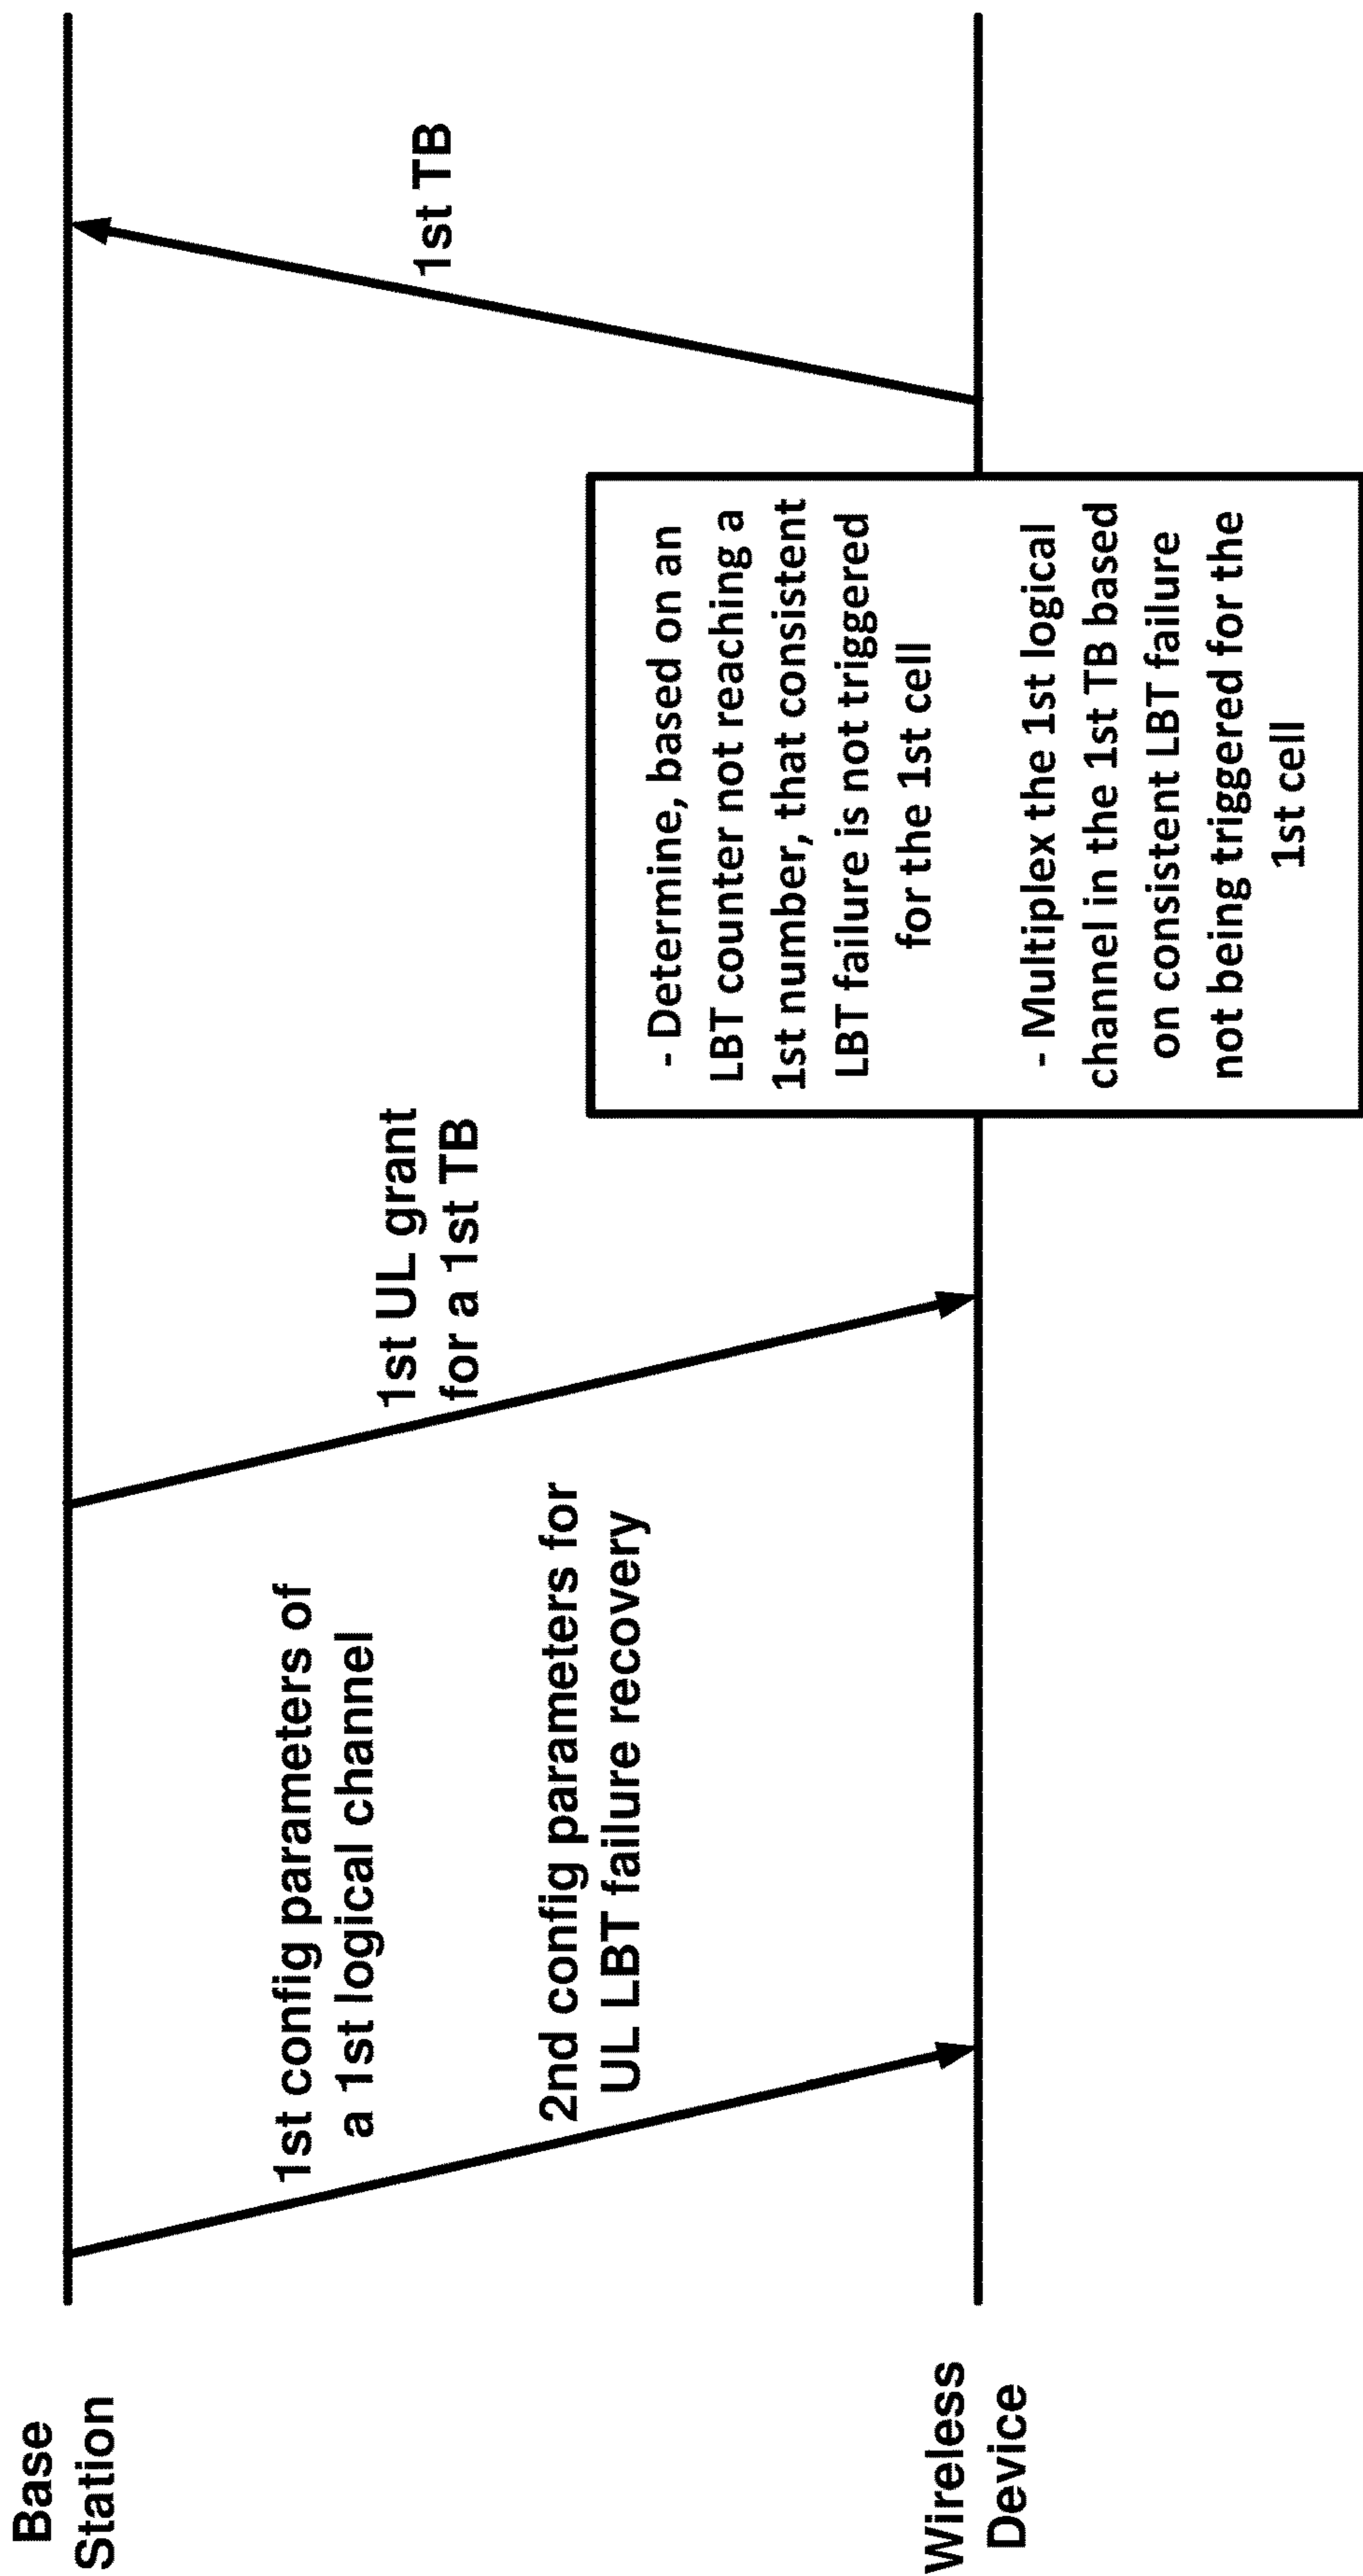 Base
Station
1st config parameters of
a 1st logical channel
2nd config parameters for
UL LBT failure recovery
1st UL grant
for a 1st TB
- Determine, based on an
LBT counter not reaching a
1st number, that consistent
LBT failure is not triggered
for the 1st cell
- Multiplex the 1st logical
channel in the 1st TB based
on consistent LBT failure
not being triggered for the
1st cell
1st TB
Wireless
Device